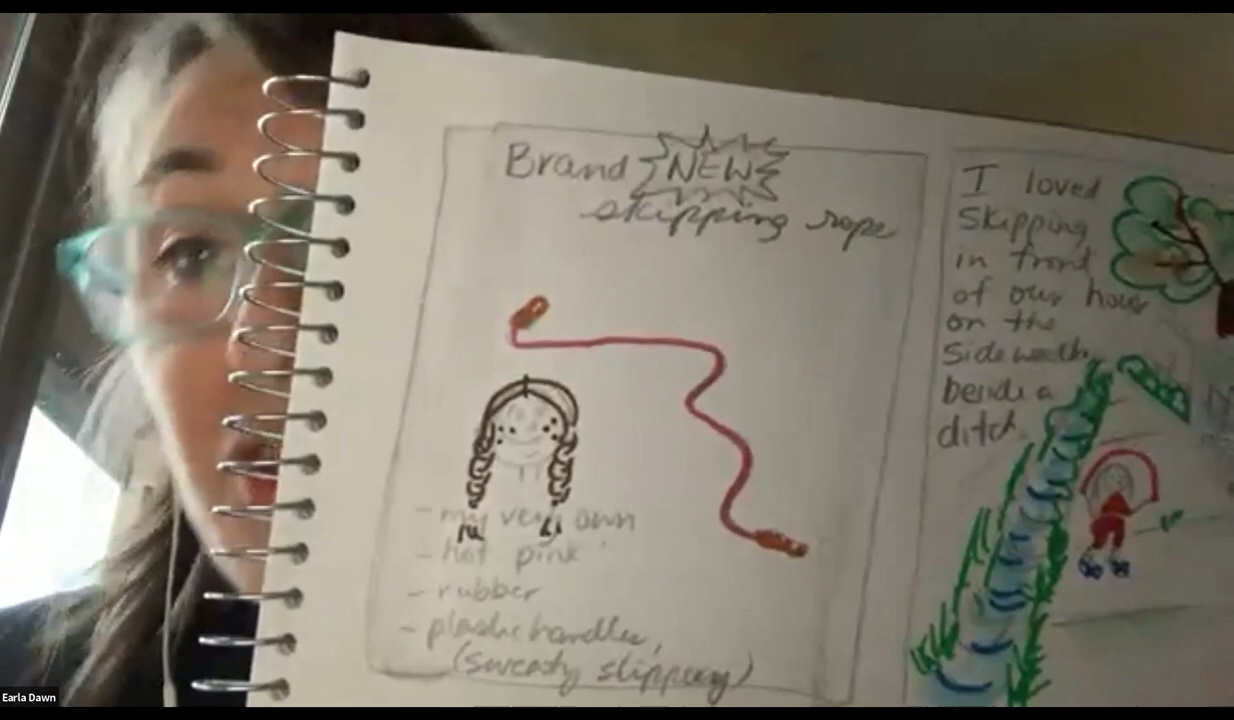 Brand NEW
skipping rope
- my very own
- hot pink
- rubber
- plastic handles,
(sweaty slippery)
I loved
skipping
in front
of our house
on the
sidewalk
beside a
ditch
Earla Dawn